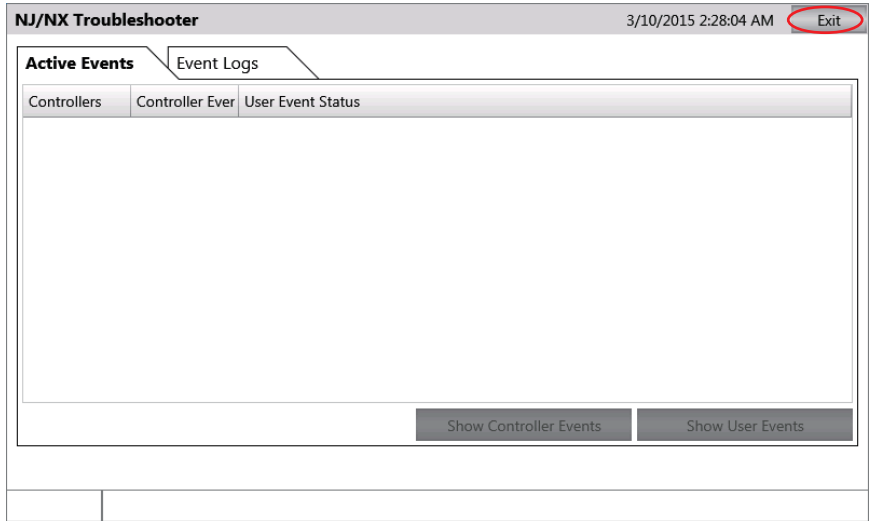 NJ/NX Troubleshooter 3/10/2015 2:28:04 AM Exit
Active Events Event Logs
Controllers Controller Ever User Event Status
Show Controller Events Show User Events